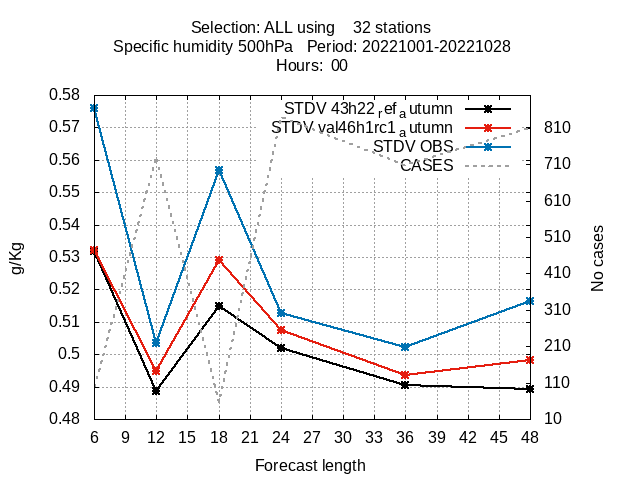 Selection: ALL using 32 stations
Specific humidity 500hPa Period: 20221001-20221028
Hours: 00
STDV 43h22ᵣefₐutumn
STDV val46h1rc1ₐutumn
STDV OBS
CASES
0.58
0.57
0.56
0.55
0.54
0.53
0.52
0.51
0.5
0.49
0.48
g/Kg
810
710
610
510
410
310
210
110
10
No cases
6 9 12 15 18 21 24 27 30 33 36 39 42 45 48
Forecast length